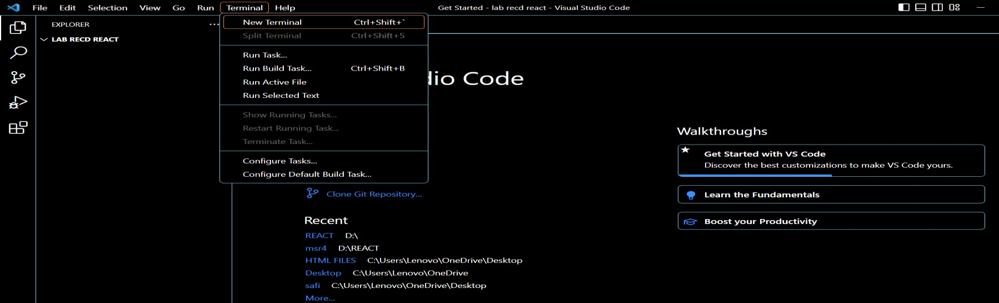 File Edit Selection View Go Run Terminal Help Get Started - lab recd react - Visual Studio Code
EXPLORER ...
LAB RECD REACT
New Terminal Ctrl+Shift+`
Split Terminal Ctrl+Shift+5
Run Task...
Run Build Task... Ctrl+Shift+B
Run Active File
Run Selected Text
Show Running Tasks...
Restart Running Task...
Terminate Task...
Configure Tasks...
Configure Default Build Task...
dio Code
Clone Git Repository...
Recent
REACT D:\
msr4 D:\REACT
HTML FILES C:\Users\Lenovo\OneDrive\Desktop
Desktop C:\Users\Lenovo\OneDrive
safi C:\Users\Lenovo\OneDrive\Desktop
More...
Walkthroughs
Get Started with VS Code
Discover the best customizations to make VS Code yours.
Learn the Fundamentals
Boost your Productivity